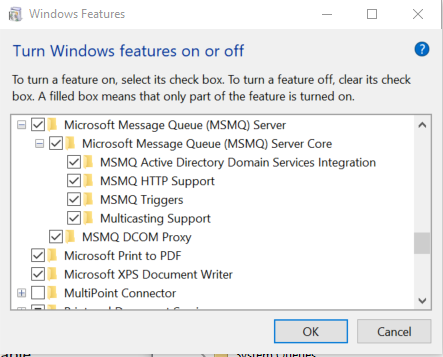 Windows Features
Turn Windows features on or off
To turn a feature on, select its check box. To turn a feature off, clear its check
box. A filled box means that only part of the feature is turned on.
Microsoft Message Queue (MSMQ) Server
Microsoft Message Queue (MSMQ) Server Core
MSMQ Active Directory Domain Services Integration
MSMQ HTTP Support
MSMQ Triggers
Multicasting Support
MSMQ DCOM Proxy
Microsoft Print to PDF
Microsoft XPS Document Writer
MultiPoint Connector
OK
Cancel
System Queues